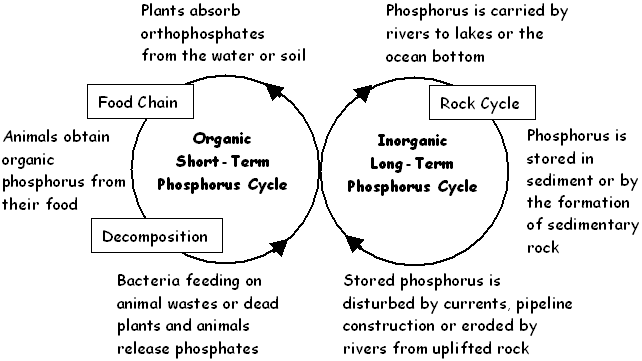 Plants absorb
orthophosphates
from the water or soil
Phosphorus is carried by
rivers to lakes or the
ocean bottom
Food Chain
Rock Cycle
Animals obtain
organic
phosphorus from
their food
Organic
Short-Term
Phosphorus Cycle
Inorganic
Long-Term
Phosphorus Cycle
Phosphorus is
stored in
sediment or by
the formation
of sedimentary
rock
Decomposition
Bacteria feeding on
animal wastes or dead
plants and animals
release phosphates
Stored phosphorus is
disturbed by currents, pipeline
construction or eroded by
rivers from uplifted rock